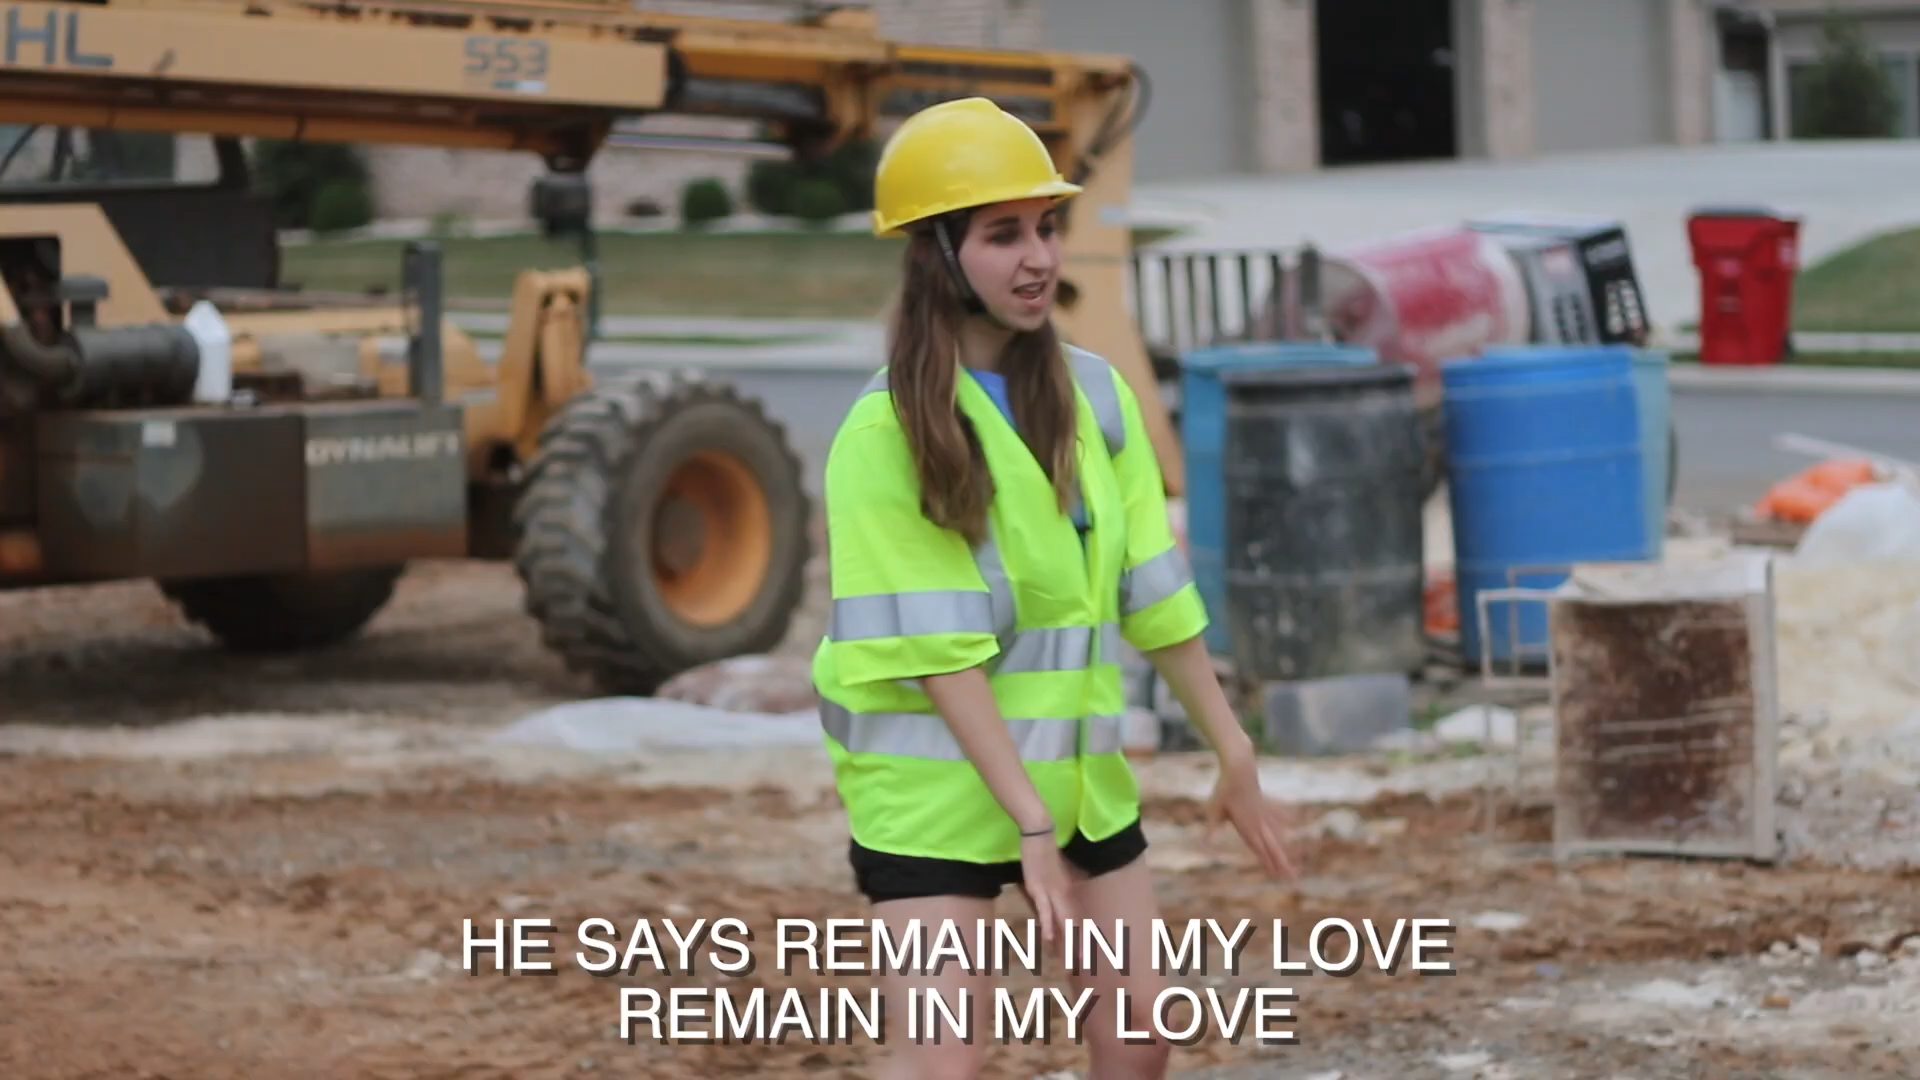 HL
553
DYNALIFT
HE SAYS REMAIN IN MY LOVE
REMAIN IN MY LOVE